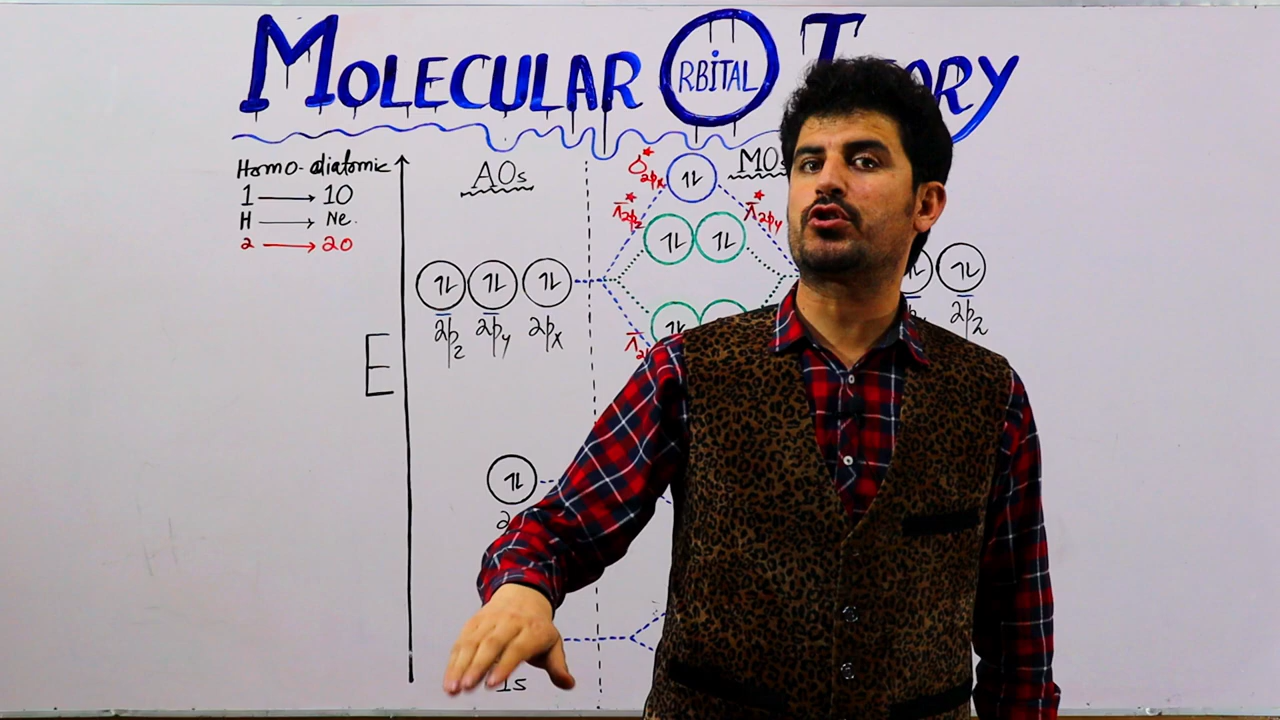 MOLECULAR ORBITAL
Homo-diatomic
1 → 10
H → Ne.
2 → 20
AOs
MOs
σ*2px
π*2pz
π*2py
E
2pz 2py 2px
2pz
1s